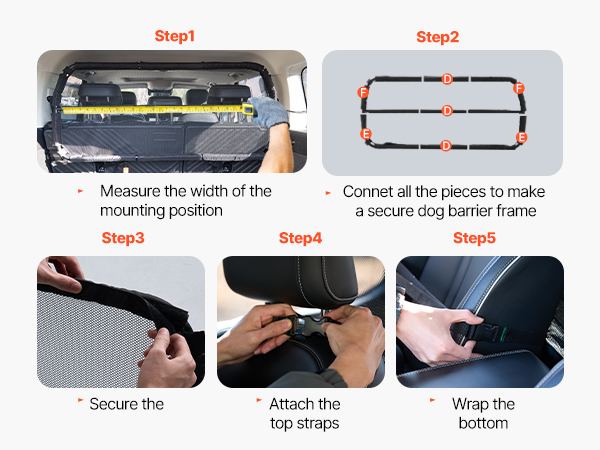 Step1
Step2
D
F
F
D
E
E
D
Measure the width of the
mounting position
Connet all the pieces to make
a secure dog barrier frame
Step3
Step4
Step5
Secure the
Attach the
top straps
Wrap the
bottom